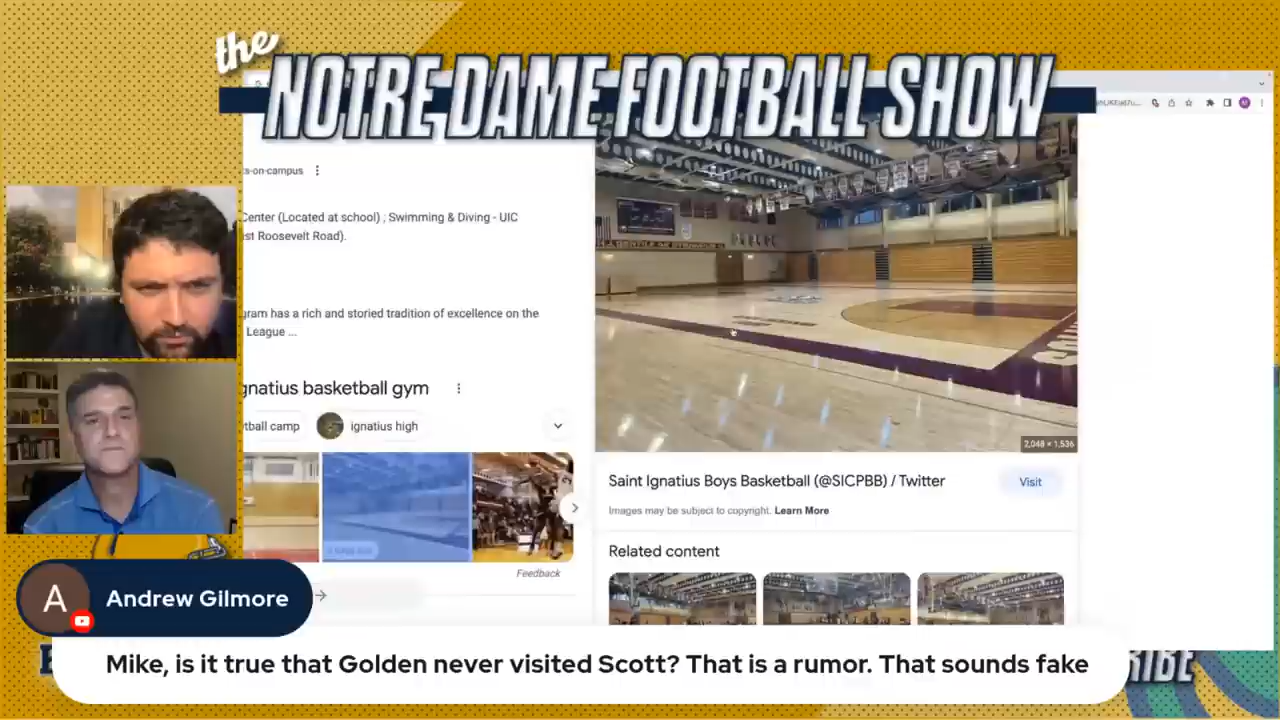 the
NOTRE DAME FOOTBALL SHOW
s-on-campus
Center (Located at school) ; Swimming & Diving - UIC
st Roosevelt Road).
gram has a rich and storied tradition of excellence on the
League ...
gnatius basketball gym
tball camp
ignatius high
Feedback
2,048 × 1,536
Saint Ignatius Boys Basketball (@SICPBB) / Twitter
Visit
Images may be subject to copyright. Learn More
Related content
A
Andrew Gilmore
Mike, is it true that Golden never visited Scott? That is a rumor. That sounds fake
RIBE